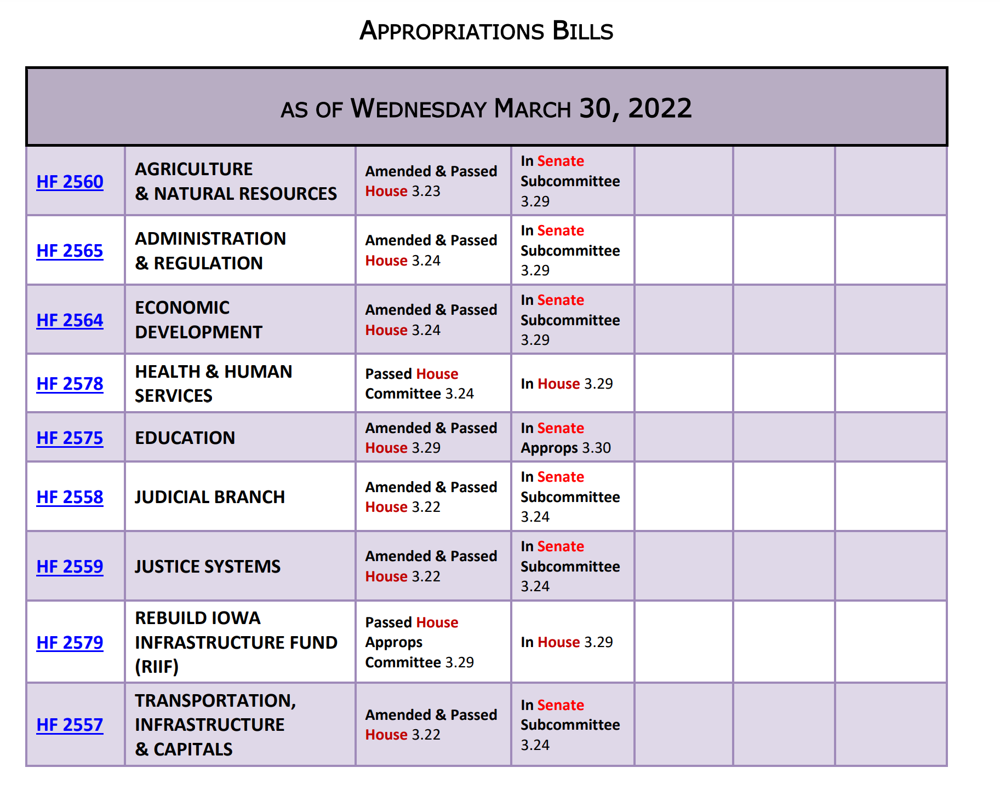 APPROPRIATIONS BILLS
AS OF WEDNESDAY MARCH 30, 2022
HF 2560
AGRICULTURE
& NATURAL RESOURCES
Amended & Passed
House 3.23
In Senate
Subcommittee
3.29
HF 2565
ADMINISTRATION
& REGULATION
Amended & Passed
House 3.24
In Senate
Subcommittee
3.29
HF 2564
ECONOMIC
DEVELOPMENT
Amended & Passed
House 3.24
In Senate
Subcommittee
3.29
HF 2578
HEALTH & HUMAN
SERVICES
Passed House
Committee 3.24
In House 3.29
HF 2575
EDUCATION
Amended & Passed
House 3.29
In Senate
Approps 3.30
HF 2558
JUDICIAL BRANCH
Amended & Passed
House 3.22
In Senate
Subcommittee
3.24
HF 2559
JUSTICE SYSTEMS
Amended & Passed
House 3.22
In Senate
Subcommittee
3.24
HF 2579
REBUILD IOWA
INFRASTRUCTURE FUND
(RIIF)
Passed House
Approps
Committee 3.29
In House 3.29
HF 2557
TRANSPORTATION,
INFRASTRUCTURE
& CAPITALS
Amended & Passed
House 3.22
In Senate
Subcommittee
3.24